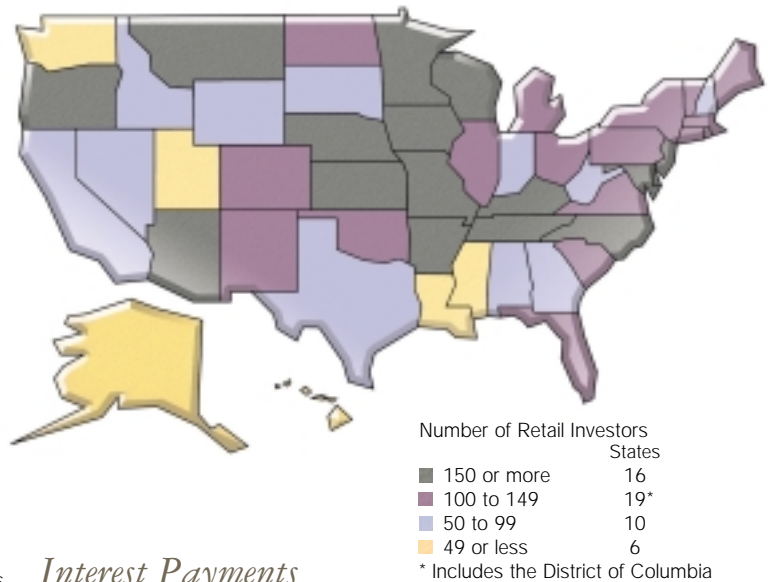 Number of Retail Investors
States
150 or more 16
100 to 149 19*
50 to 99 10
49 or less 6
* Includes the District of Columbia
Interest Payments